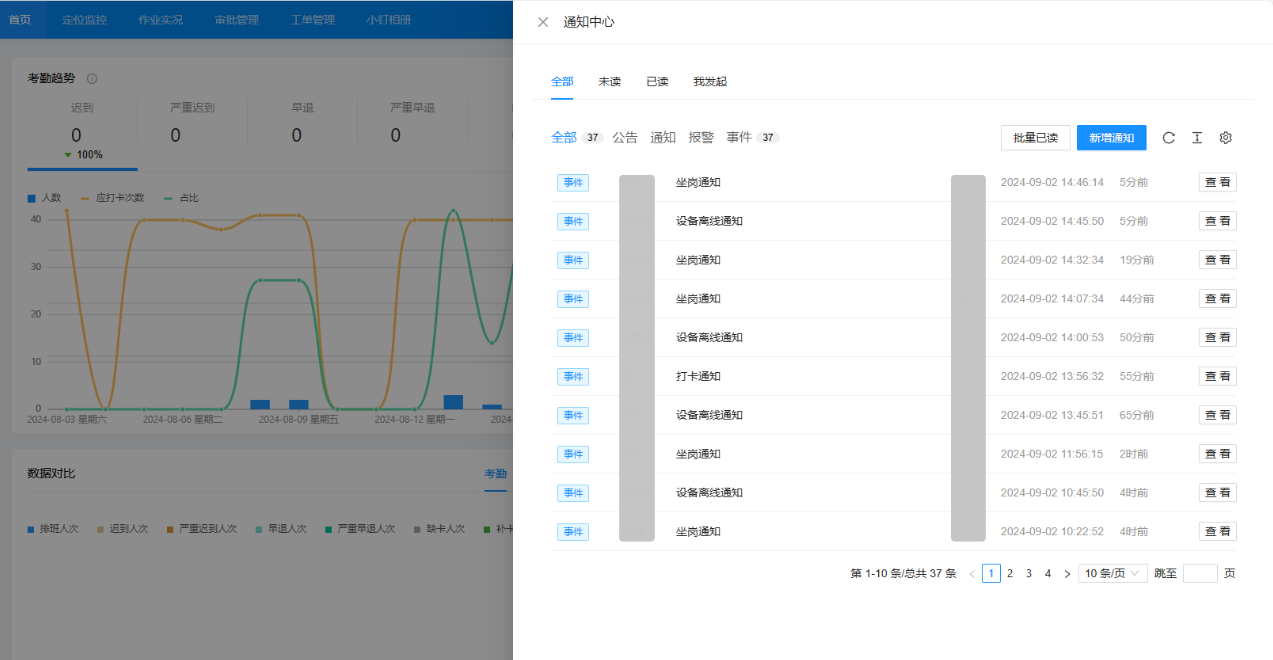 首页 定位监控 作业实况 审批管理 工单管理 小钉相册
考勤趋势
迟到 严重迟到 早退 严重早退
0 0 0 0
100%
人数 应打卡次数 占比
40
30
20
10
0
2024-08-03 星期六 2024-08-06 星期二 2024-08-09 星期五 2024-08-12 星期一 2024
数据对比 考勤
排班人次 迟到人次 严重迟到人次 早退人次 严重早退人次 缺卡人次 补卡
通知中心
全部 未读 已读 我发起
全部 37 公告 通知 报警 事件 37 批量已读 新增通知
事件 坐岗通知 2024-09-02 14:46:14 5分前 查 看
事件 设备离线通知 2024-09-02 14:45:50 5分前 查 看
事件 坐岗通知 2024-09-02 14:32:34 19分前 查 看
事件 坐岗通知 2024-09-02 14:07:34 44分前 查 看
事件 设备离线通知 2024-09-02 14:00:53 50分前 查 看
事件 打卡通知 2024-09-02 13:56:32 55分前 查 看
事件 设备离线通知 2024-09-02 13:45:51 65分前 查 看
事件 坐岗通知 2024-09-02 11:56:15 2时前 查 看
事件 设备离线通知 2024-09-02 10:45:50 4时前 查 看
事件 坐岗通知 2024-09-02 10:22:52 4时前 查 看
第 1-10 条/总共 37 条 < 1 2 3 4 > 10 条/页 跳至 页